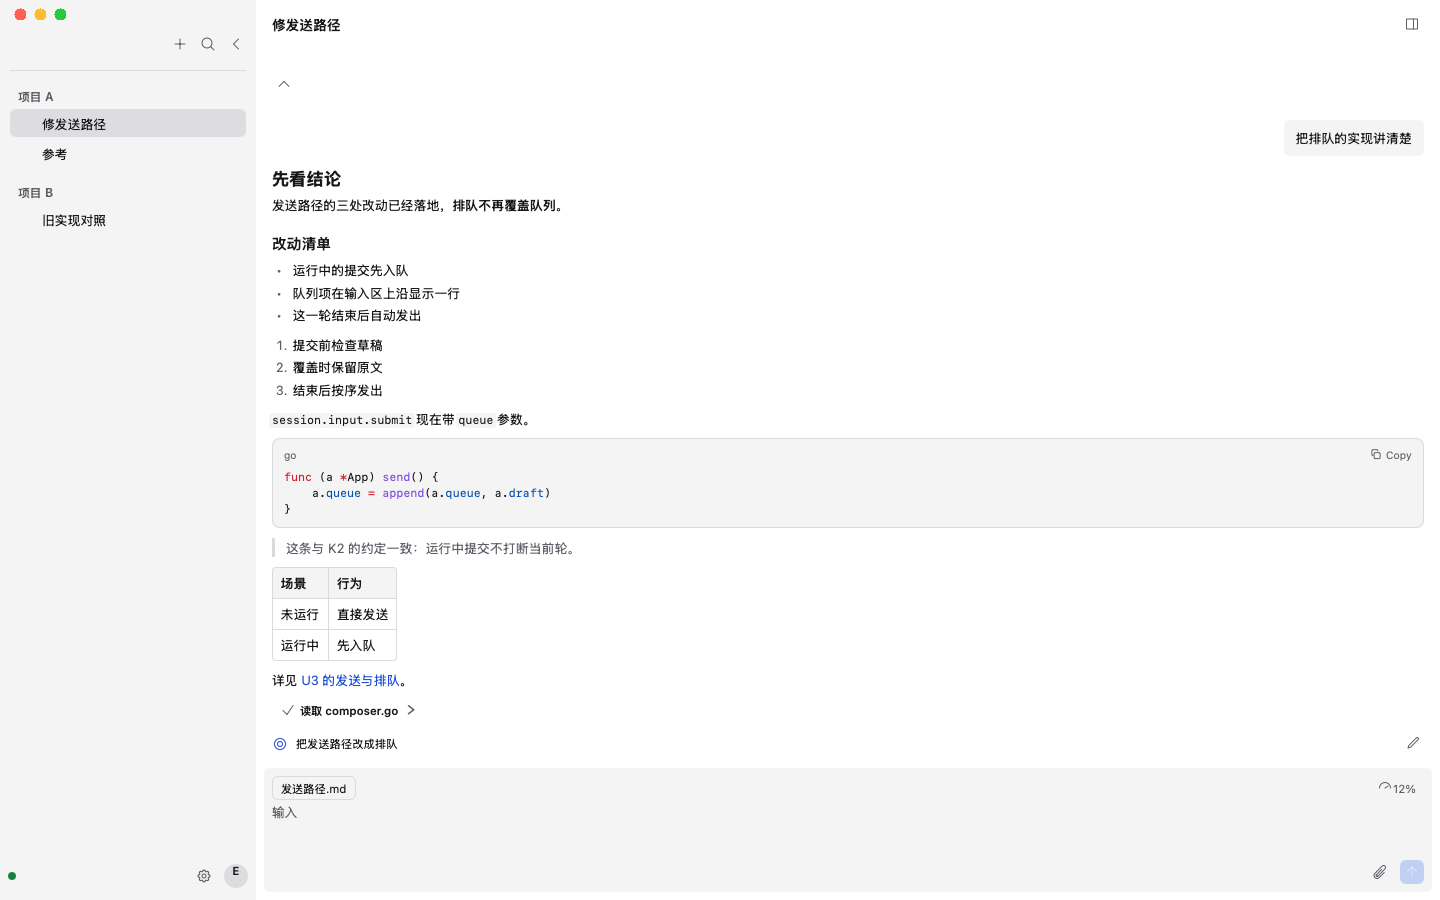 修发送路径
项目 A
修发送路径
参考
项目 B
旧实现对照
把排队的实现讲清楚
先看结论
发送路径的三处改动已经落地，排队不再覆盖队列。
改动清单
• 运行中的提交先入队
• 队列项在输入区上沿显示一行
• 这一轮结束后自动发出
1. 提交前检查草稿
2. 覆盖时保留原文
3. 结束后按序发出
session.input.submit 现在带 queue 参数。
go
Copy
func (a *App) send() {
    a.queue = append(a.queue, a.draft)
}
这条与 K2 的约定一致：运行中提交不打断当前轮。
场景 行为
未运行 直接发送
运行中 先入队
详见 U3 的发送与排队。
读取 composer.go
把发送路径改成排队
发送路径.md
12%
输入
E